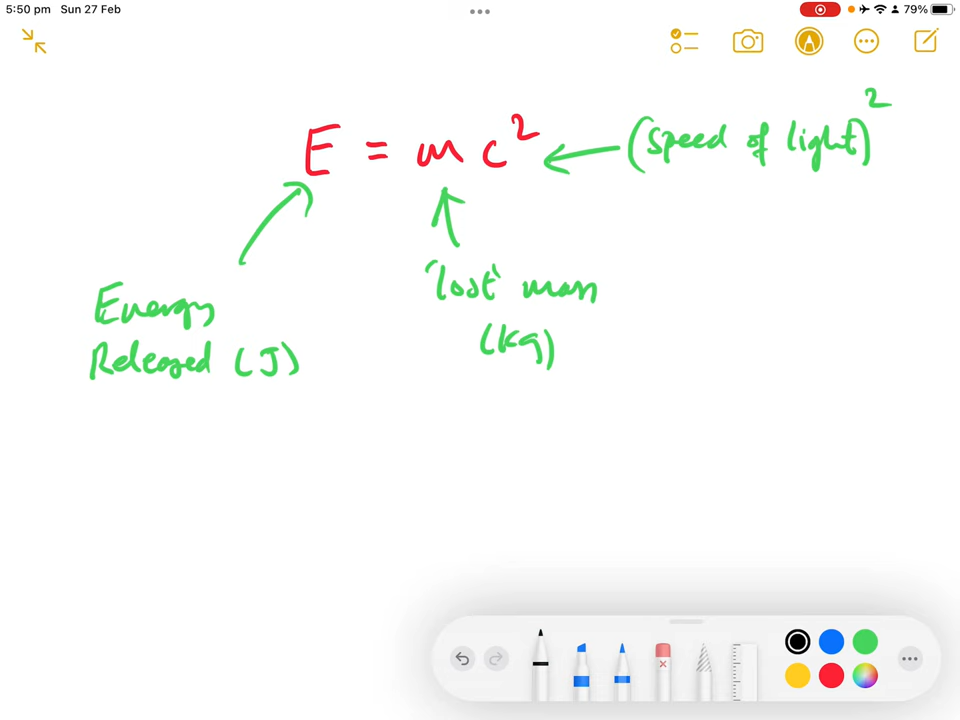 5:50 pm Sun 27 Feb
79%
E = mc²
(Speed of light)²
Energy
Released (J)
'lost' mass
(kg)